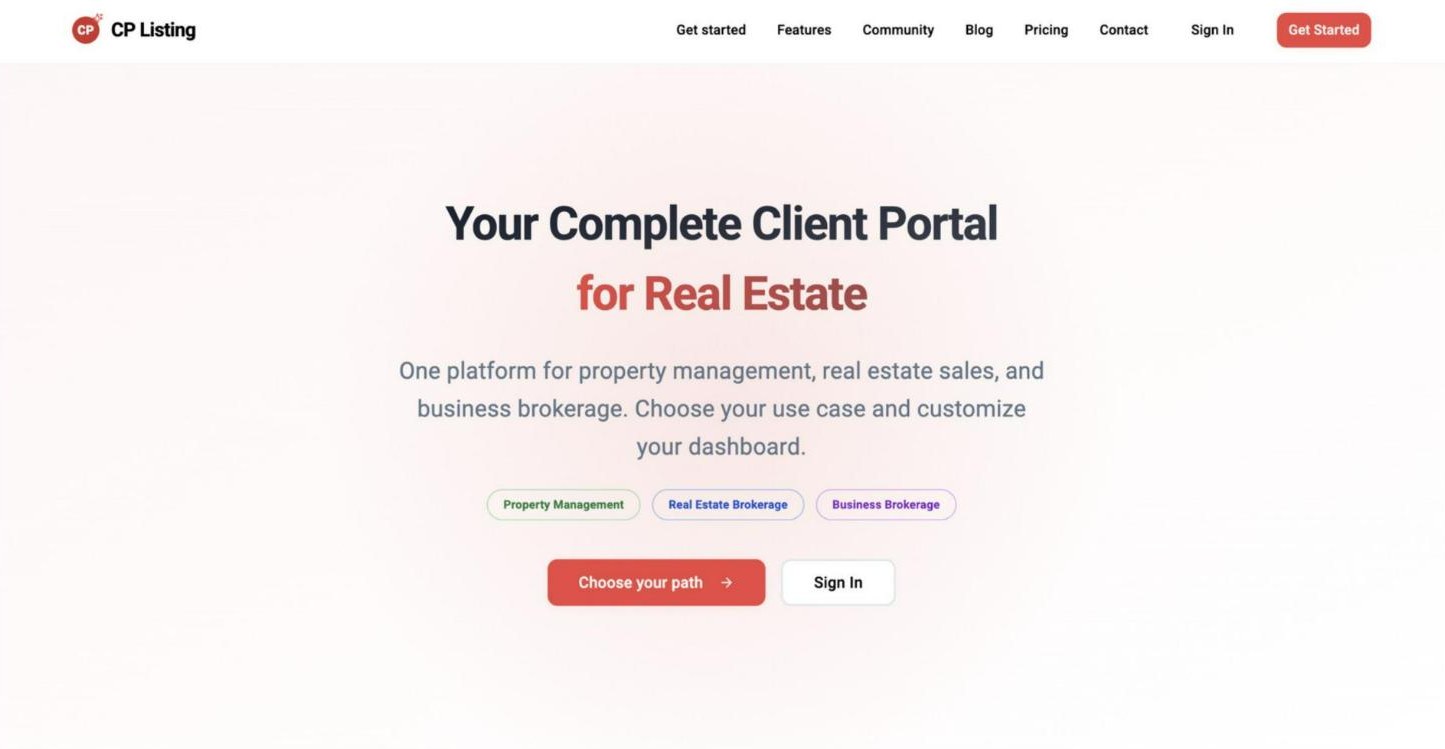 CP
CP Listing
Get started
Features
Community
Blog
Pricing
Contact
Sign In
Get Started
Your Complete Client Portal
for Real Estate
One platform for property management, real estate sales, and
business brokerage. Choose your use case and customize
your dashboard.
Property Management
Real Estate Brokerage
Business Brokerage
Choose your path →
Sign In